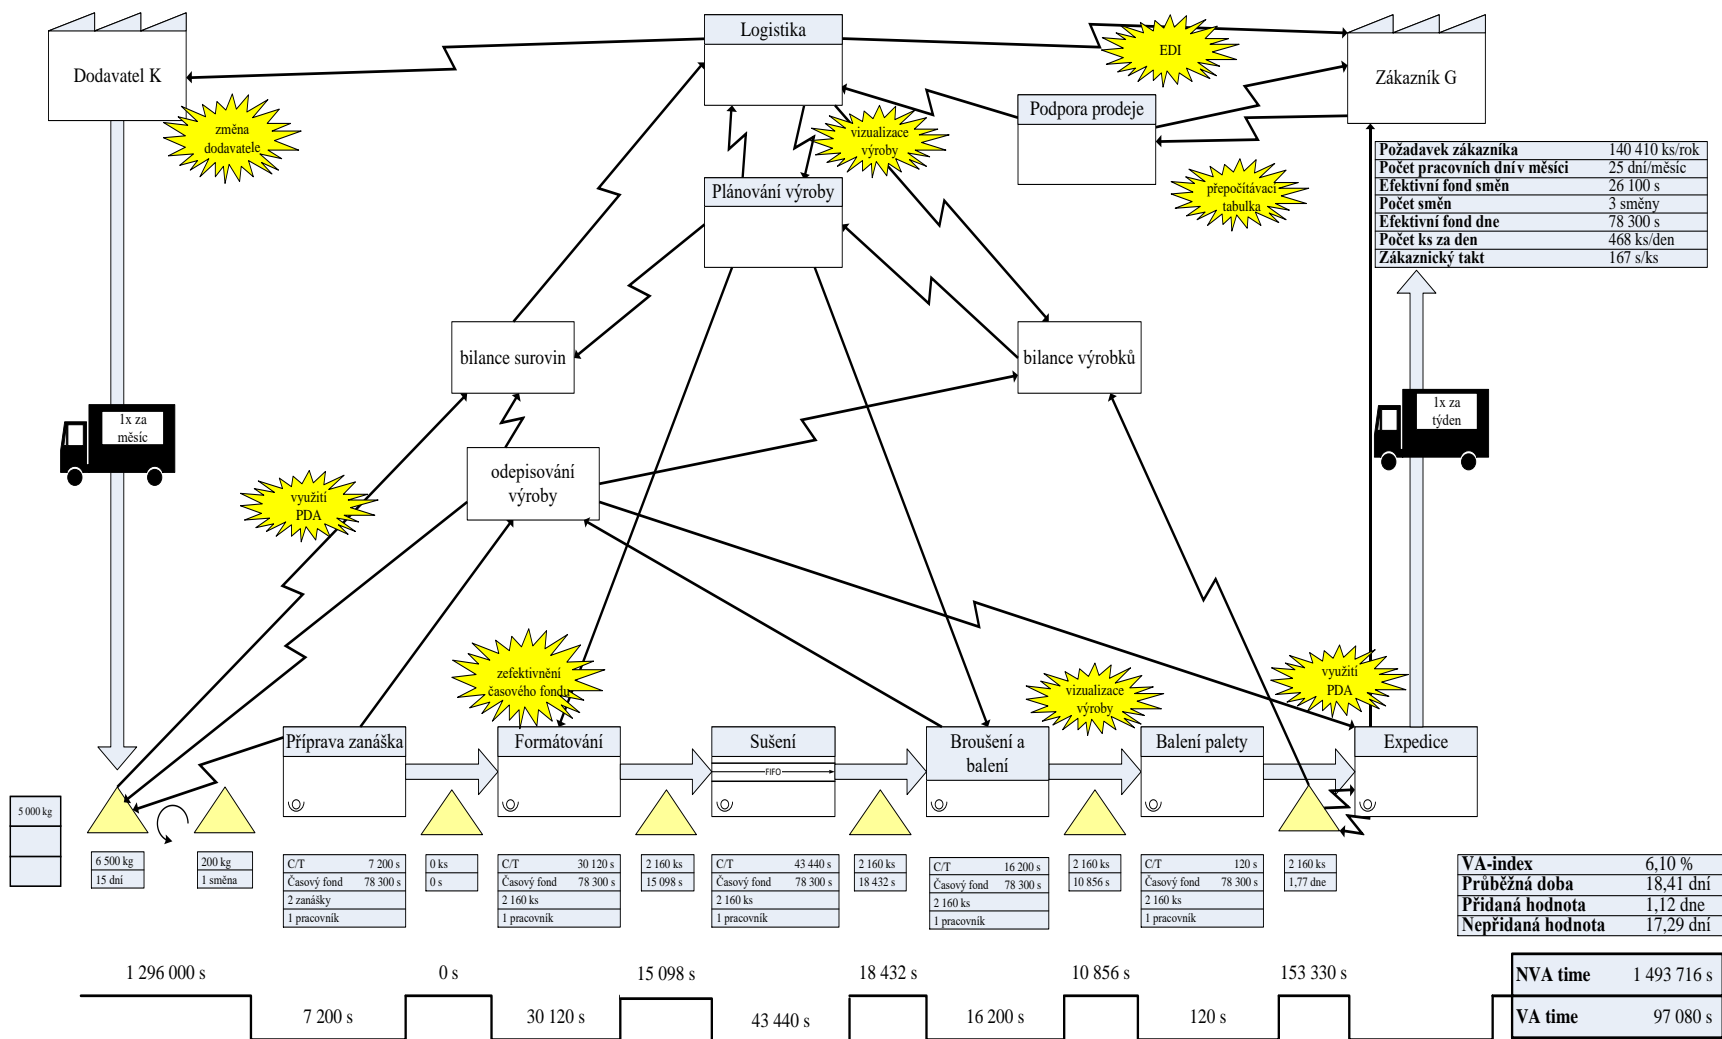 Logistika
Dodavatel K
EDI
Zákazník G
změna
dodavatele
Podpora prodeje
vizualizace
výroby
Plánování výroby
přepočítávací
tabulka
Požadavek zákazníka 140 410 ks/rok
Počet pracovních dní v měsíci 25 dní/měsíc
Efektivní fond směn 26 100 s
Počet směn 3 směny
Efektivní fond dne 78 300 s
Počet ks za den 468 ks/den
Zákaznický takt 167 s/ks
bilance surovin
bilance výrobků
1x za
měsíc
1x za
týden
odepisování
výroby
využití
PDA
zefektivnění
časového fondu
vizualizace
výroby
využití
PDA
Příprava zanáška
Formátování
Sušení
Broušení a
balení
Balení palety
Expedice
FIFO
5 000 kg
6 500 kg
15 dní
200 kg
1 směna
C/T 7 200 s
Časový fond 78 300 s
2 zanášky
1 pracovník
0 ks
0 s
C/T 30 120 s
Časový fond 78 300 s
2 160 ks
1 pracovník
2 160 ks
15 098 s
C/T 43 440 s
Časový fond 78 300 s
2 160 ks
1 pracovník
2 160 ks
18 432 s
C/T 16 200 s
Časový fond 78 300 s
2 160 ks
1 pracovník
2 160 ks
10 856 s
C/T 120 s
Časový fond 78 300 s
2 160 ks
1 pracovník
2 160 ks
1,77 dne
VA-index 6,10 %
Průběžná doba 18,41 dní
Přidaná hodnota 1,12 dne
Nepřidaná hodnota 17,29 dní
1 296 000 s 0 s 15 098 s 18 432 s 10 856 s 153 330 s
NVA time 1 493 716 s
7 200 s 30 120 s 43 440 s 16 200 s 120 s
VA time 97 080 s